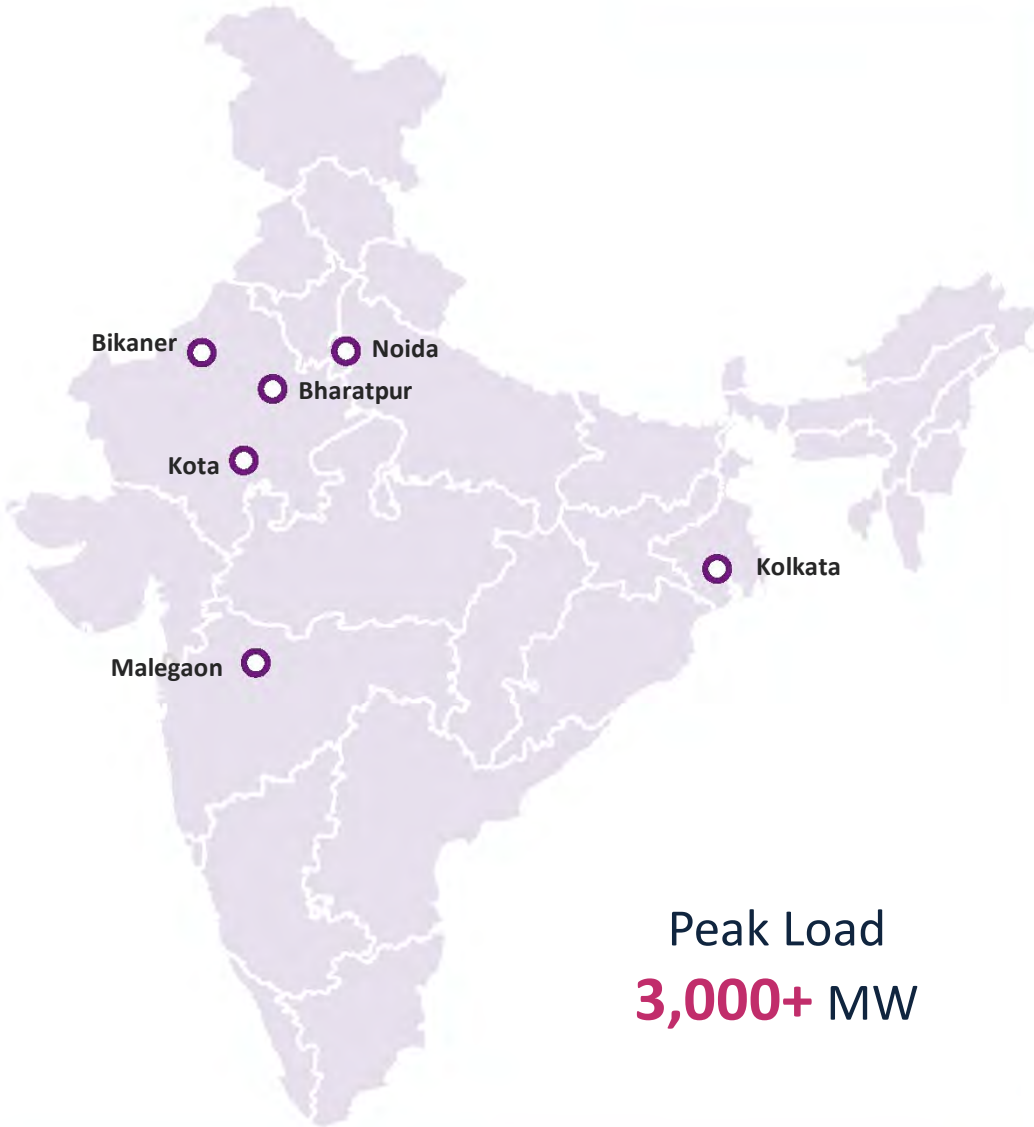 Bikaner
Noida
Bharatpur
Kota
Kolkata
Malegaon
Peak Load
3,000+ MW